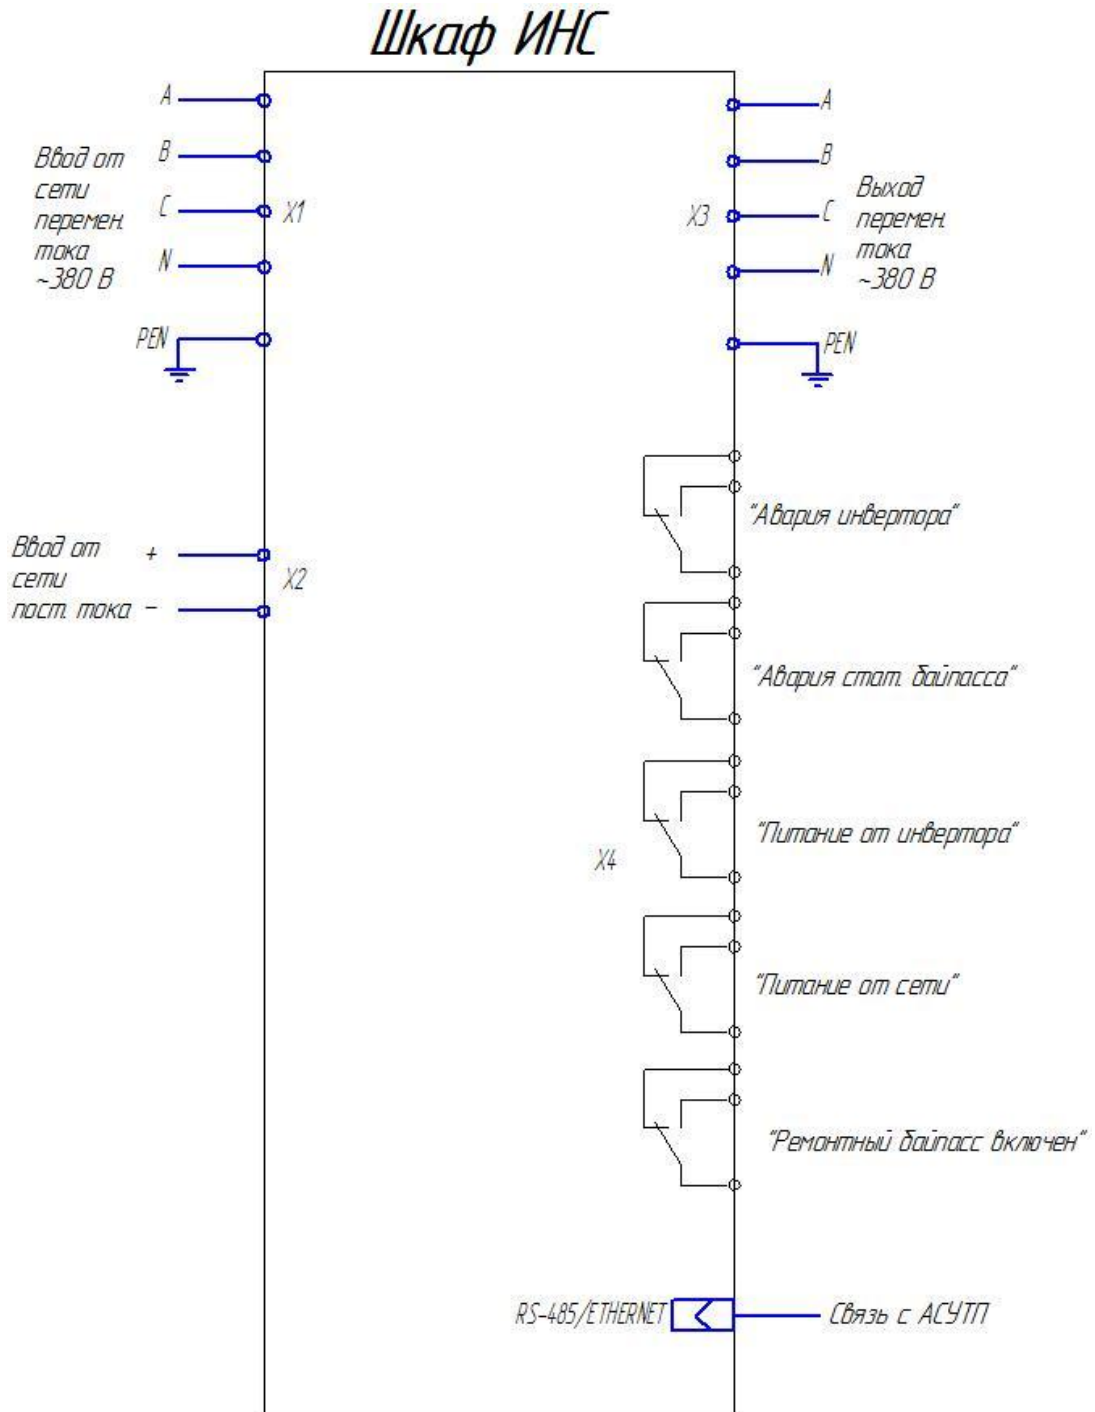 Шкаф ИНС
A
B
C
N
PEN
Ввод от
сети
перемен.
тока
~380 В
X1
A
B
C
N
PEN
X3
Выход
перемен.
тока
~380 В
Ввод от
сети
пост. тока
+
−
X2
"Авария инвертора"
"Авария стат. байпасса"
"Питание от инвертора"
X4
"Питание от сети"
"Ремонтный байпасс включен"
RS-485/ETHERNET
Связь с АСУТП